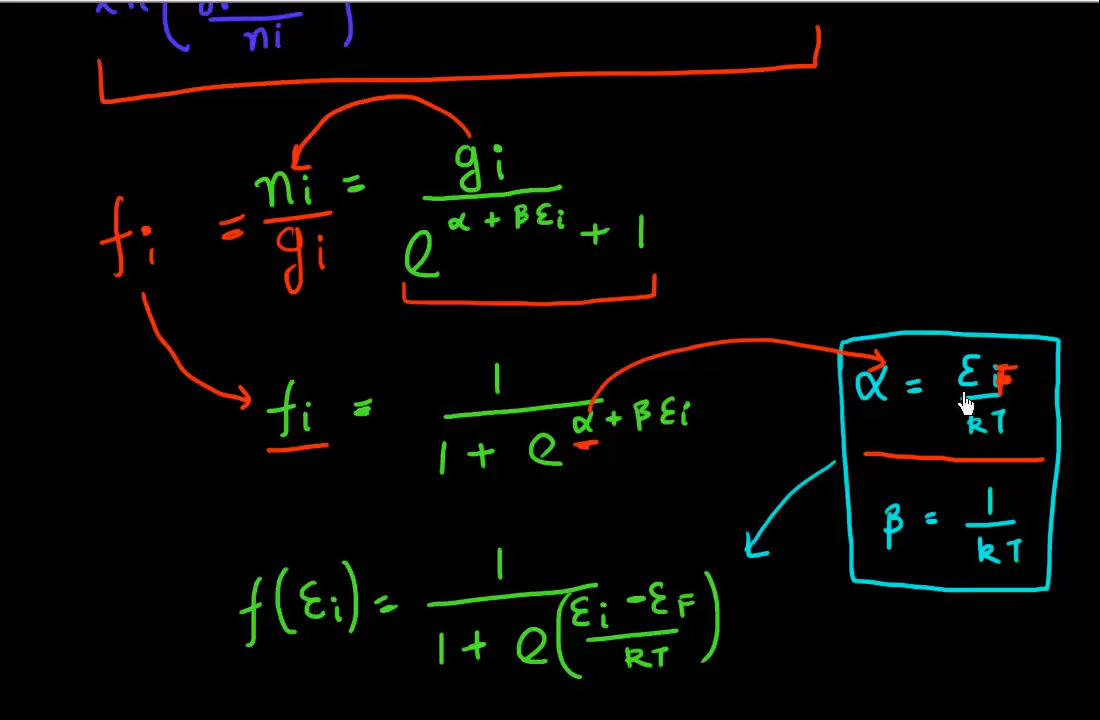 ni
fi = ni/gi = gi/(e^(α + βεi) + 1)
fi = 1/(1 + e^(α + βεi))
α = εF/kT
β = 1/kT
f(εi) = 1/(1 + e^((εi - εF)/kT))